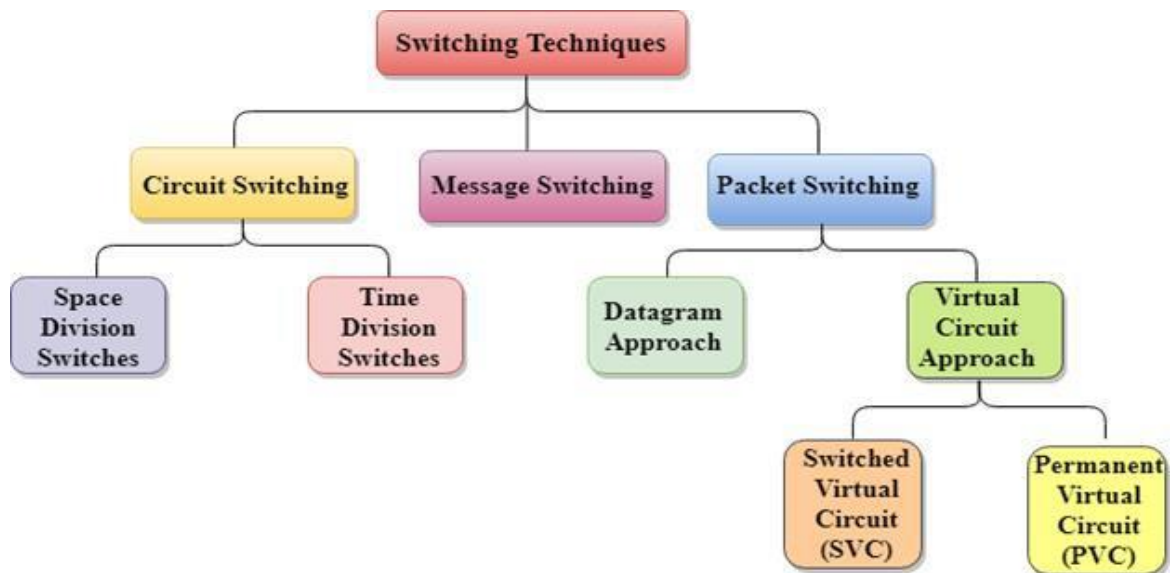 Switching Techniques
Circuit Switching
Message Switching
Packet Switching
Space
Division
Switches
Time
Division
Switches
Datagram
Approach
Virtual
Circuit
Approach
Switched
Virtual
Circuit
(SVC)
Permanent
Virtual
Circuit
(PVC)